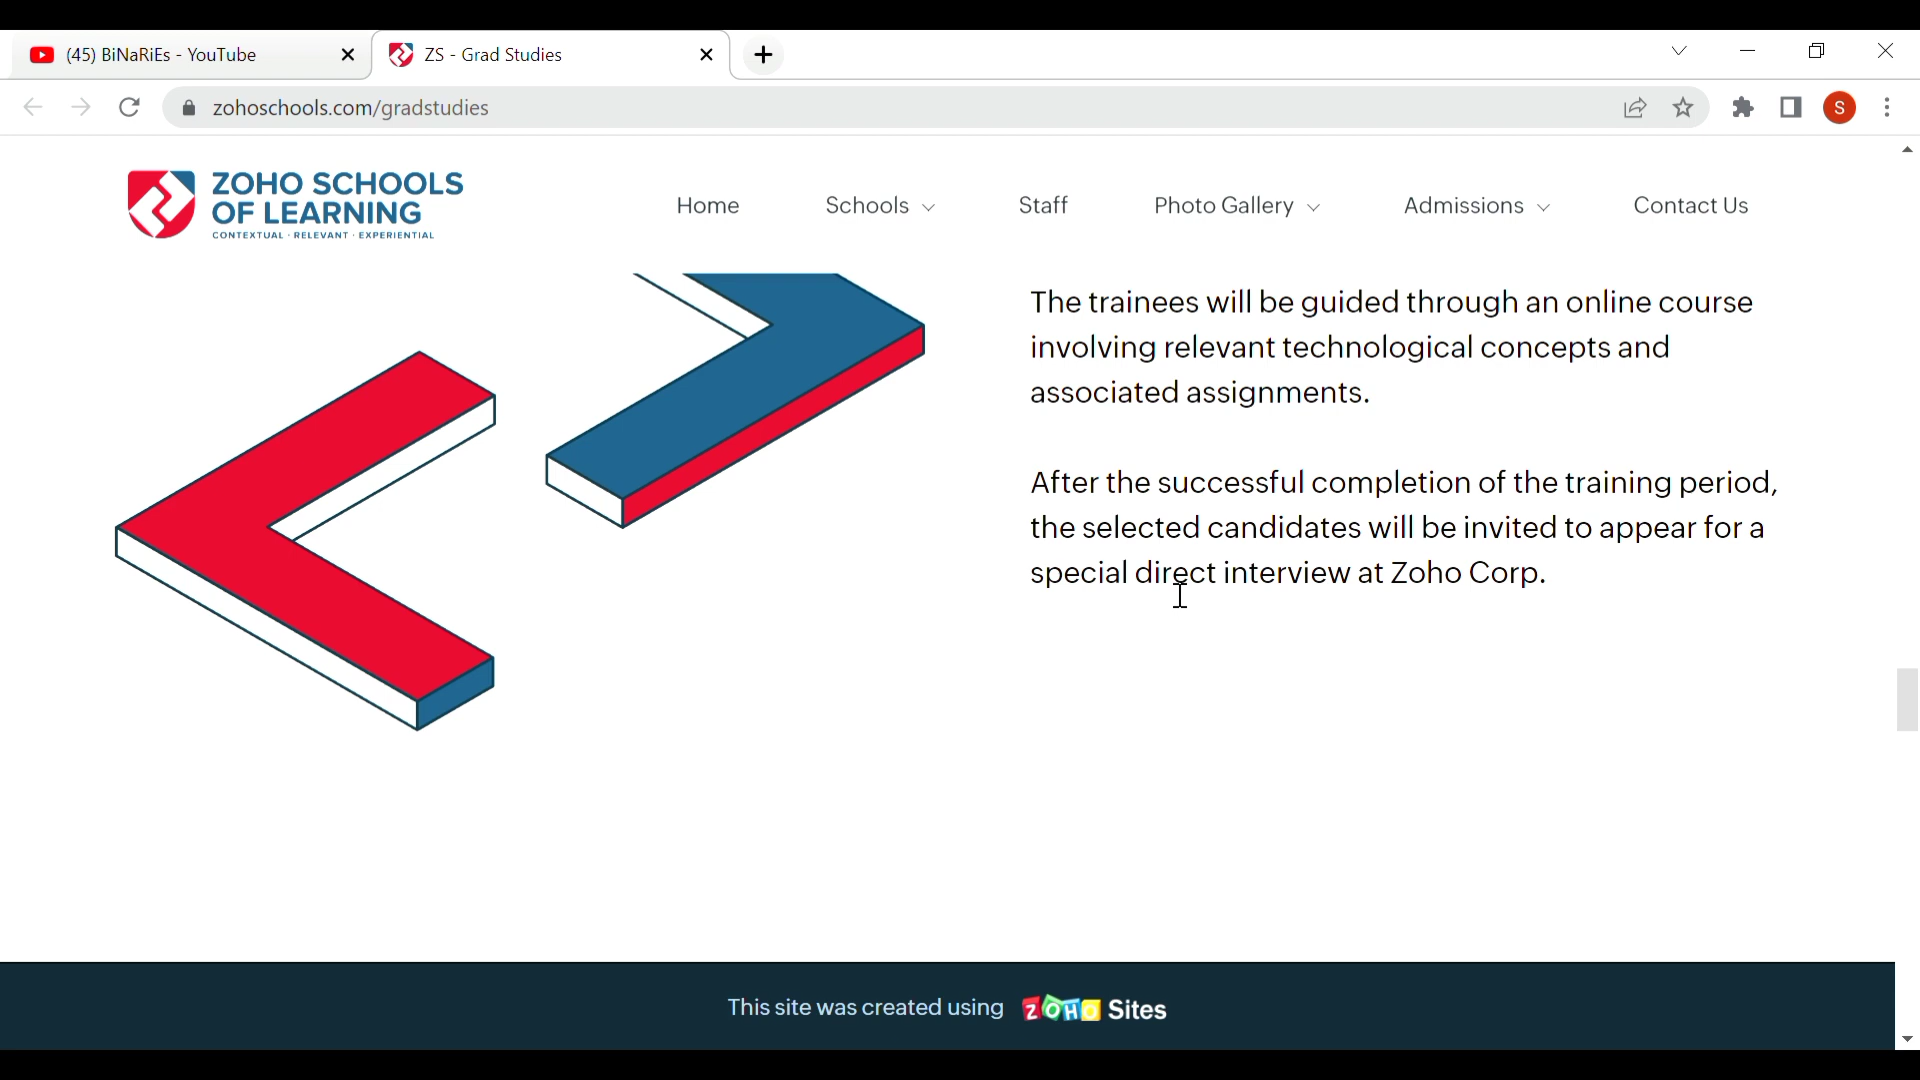 (45) BiNaRiEs - YouTube
ZS - Grad Studies
zohoschools.com/gradstudies
S
ZOHO SCHOOLS
OF LEARNING
CONTEXTUAL · RELEVANT · EXPERIENTIAL
Home
Schools
Staff
Photo Gallery
Admissions
Contact Us
The trainees will be guided through an online course
involving relevant technological concepts and
associated assignments.
After the successful completion of the training period,
the selected candidates will be invited to appear for a
special direct interview at Zoho Corp.
This site was created using ZOHO Sites